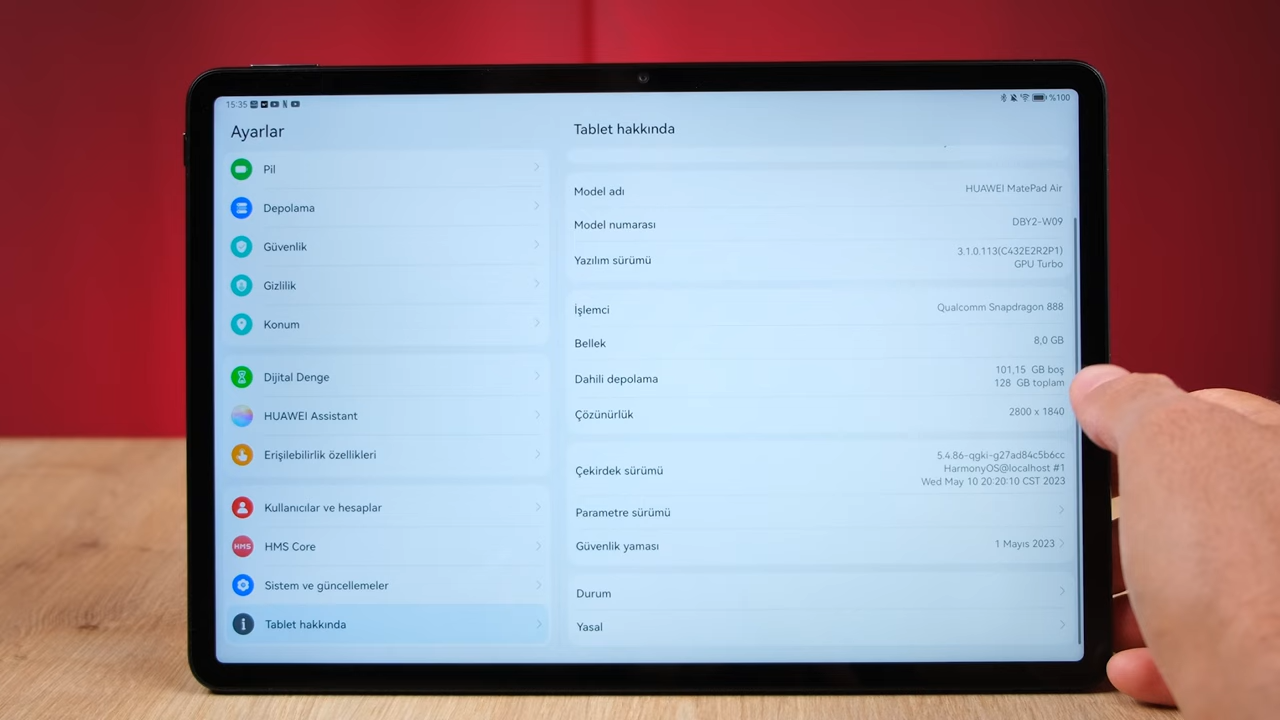 15:35
%100
Ayarlar
Pil
Depolama
Güvenlik
Gizlilik
Konum
Dijital Denge
HUAWEI Assistant
Erişilebilirlik özellikleri
Kullanıcılar ve hesaplar
HMS HMS Core
Sistem ve güncellemeler
Tablet hakkında
Tablet hakkında
Model adı HUAWEI MatePad Air
Model numarası DBY2-W09
Yazılım sürümü 3.1.0.113(C432E2R2P1)
GPU Turbo
İşlemci Qualcomm Snapdragon 888
Bellek 8,0 GB
Dahili depolama 101,15 GB boş
128 GB toplam
Çözünürlük 2800 x 1840
Çekirdek sürümü 5.4.86-qgki-g27ad84c5b6cc
HarmonyOS@localhost #1
Wed May 10 20:20:10 CST 2023
Parametre sürümü
Güvenlik yaması 1 Mayıs 2023
Durum
Yasal